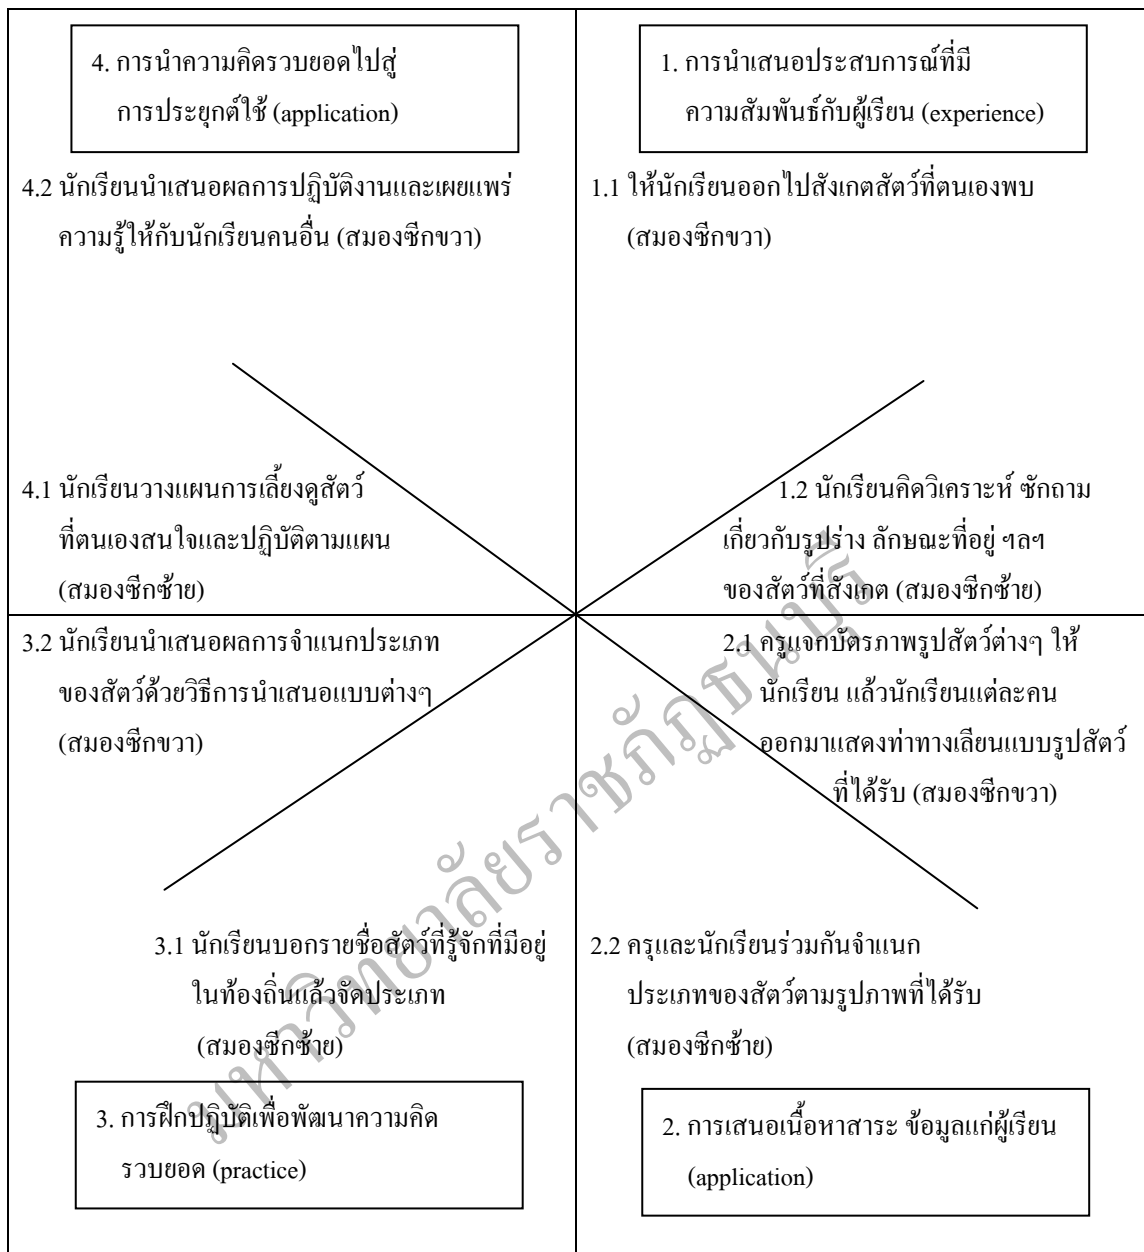 4. การนำความคิดรวบยอดไปสู่
การประยุกต์ใช้ (application)
4.2 นักเรียนนำเสนอผลการปฏิบัติงานและเผยแพร่
ความรู้ให้กับนักเรียนคนอื่น (สมองซีกขวา)
4.1 นักเรียนวางแผนการเลี้ยงดูสัตว์
ที่ตนเองสนใจและปฏิบัติตามแผน
(สมองซีกซ้าย)
1. การนำเสนอประสบการณ์ที่มี
ความสัมพันธ์กับผู้เรียน (experience)
1.1 ให้นักเรียนออกไปสังเกตสัตว์ที่ตนเองพบ
(สมองซีกขวา)
1.2 นักเรียนคิดวิเคราะห์ ซักถาม
เกี่ยวกับรูปร่าง ลักษณะที่อยู่ ฯลฯ
ของสัตว์ที่สังเกต (สมองซีกซ้าย)
3.2 นักเรียนนำเสนอผลการจำแนกประเภท
ของสัตว์ด้วยวิธีการนำเสนอแบบต่างๆ
(สมองซีกขวา)
3.1 นักเรียนบอกรายชื่อสัตว์ที่รู้จักที่มีอยู่
ในท้องถิ่นแล้วจัดประเภท
(สมองซีกซ้าย)
3. การฝึกปฏิบัติเพื่อพัฒนาความคิด
รวบยอด (practice)
2.1 ครูแจกบัตรภาพรูปสัตว์ต่างๆ ให้
นักเรียน แล้วนักเรียนแต่ละคน
ออกมาแสดงท่าทางเลียนแบบรูปสัตว์
ที่ได้รับ (สมองซีกขวา)
2.2 ครุและนักเรียนร่วมกันจำแนก
ประเภทของสัตว์ตามรูปภาพที่ได้รับ
(สมองซีกซ้าย)
2. การเสนอเนื้อหาสาระ ข้อมูลแก่ผู้เรียน
(application)
มหาวิทยาลัยราชภัฏธนบุรี